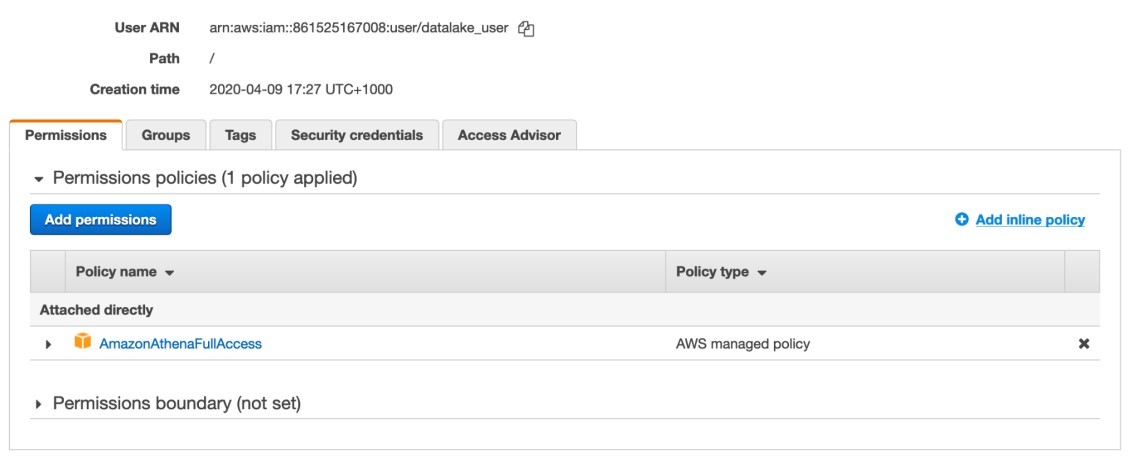 User ARN arn:aws:iam::861525167008:user/datalake_user
Path /
Creation time 2020-04-09 17:27 UTC+1000
Permissions Groups Tags Security credentials Access Advisor
Permissions policies (1 policy applied)
Add permissions Add inline policy
Policy name Policy type
Attached directly
AmazonAthenaFullAccess AWS managed policy
Permissions boundary (not set)